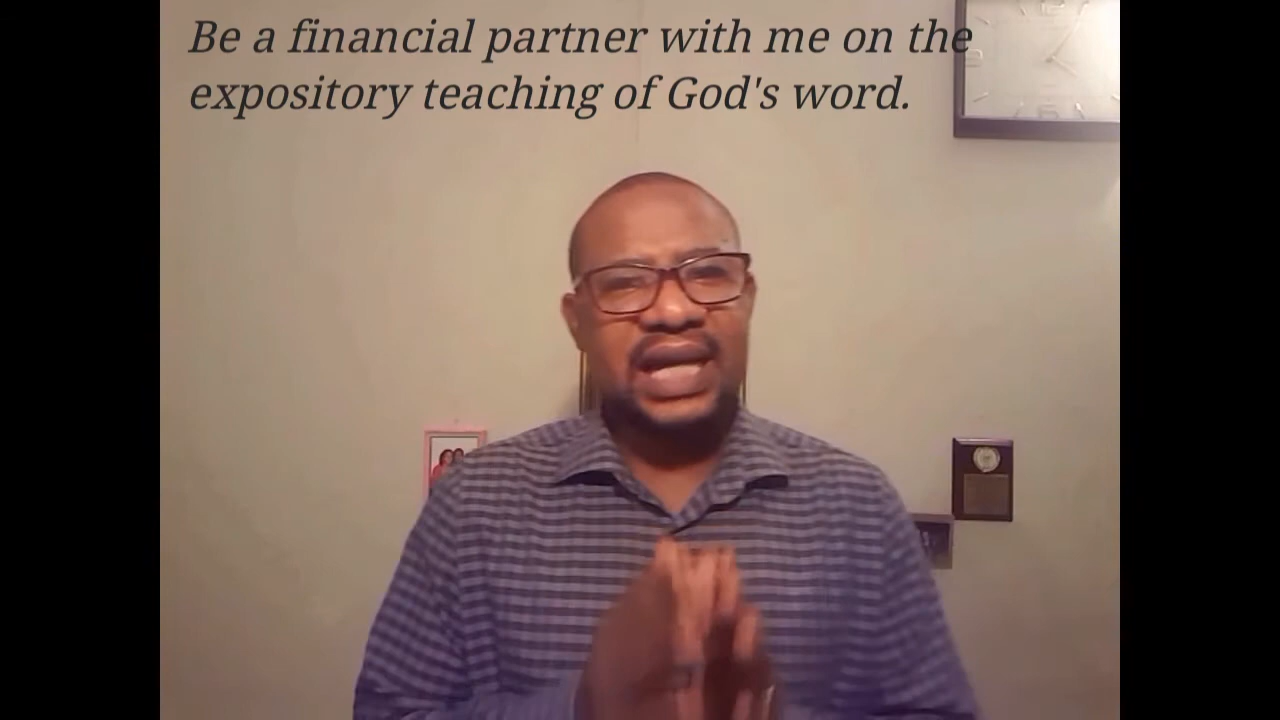 Be a financial partner with me on the
expository teaching of God's word.